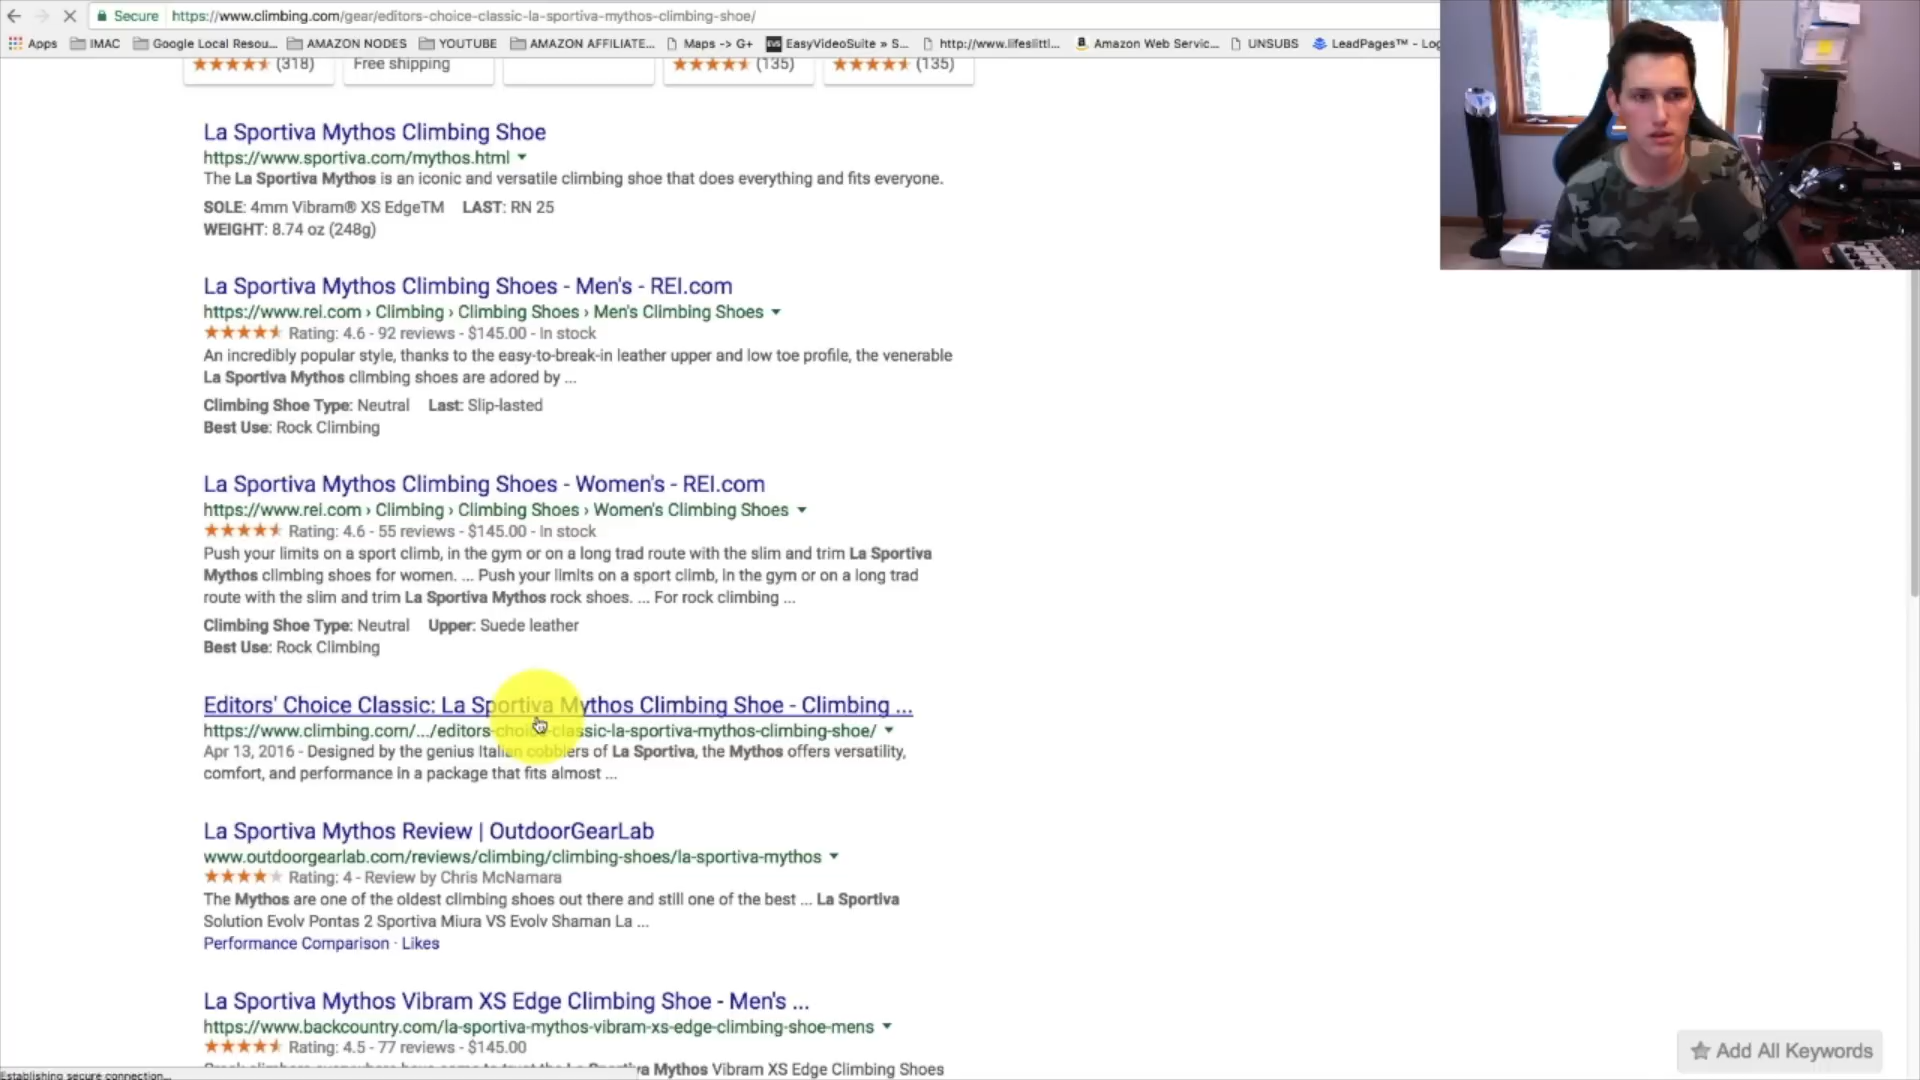 Secure https://www.climbing.com/gear/editors-choice-classic-la-sportiva-mythos-climbing-shoe/
Apps IMAC Google Local Resou... AMAZON NODES YOUTUBE AMAZON AFFILIATE... Maps -> G+ EasyVideoSuite » S... http://www.lifeslittl... Amazon Web Servic... UNSUBS LeadPages™ - Log
(318) Free shipping (135) (135)
La Sportiva Mythos Climbing Shoe
https://www.sportiva.com/mythos.html
The La Sportiva Mythos is an iconic and versatile climbing shoe that does everything and fits everyone.
SOLE: 4mm Vibram® XS EdgeTM LAST: RN 25
WEIGHT: 8.74 oz (248g)
La Sportiva Mythos Climbing Shoes - Men's - REI.com
https://www.rei.com › Climbing › Climbing Shoes › Men's Climbing Shoes
Rating: 4.6 - 92 reviews - $145.00 - In stock
An incredibly popular style, thanks to the easy-to-break-in leather upper and low toe profile, the venerable
La Sportiva Mythos climbing shoes are adored by ...
Climbing Shoe Type: Neutral Last: Slip-lasted
Best Use: Rock Climbing
La Sportiva Mythos Climbing Shoes - Women's - REI.com
https://www.rei.com › Climbing › Climbing Shoes › Women's Climbing Shoes
Rating: 4.6 - 55 reviews - $145.00 - In stock
Push your limits on a sport climb, in the gym or on a long trad route with the slim and trim La Sportiva
Mythos climbing shoes for women. ... Push your limits on a sport climb, in the gym or on a long trad
route with the slim and trim La Sportiva Mythos rock shoes. ... For rock climbing ...
Climbing Shoe Type: Neutral Upper: Suede leather
Best Use: Rock Climbing
Editors' Choice Classic: La Sportiva Mythos Climbing Shoe - Climbing ...
https://www.climbing.com/.../editors-choice-classic-la-sportiva-mythos-climbing-shoe/
Apr 13, 2016 - Designed by the genius Italian cobblers of La Sportiva, the Mythos offers versatility,
comfort, and performance in a package that fits almost ...
La Sportiva Mythos Review | OutdoorGearLab
www.outdoorgearlab.com/reviews/climbing/climbing-shoes/la-sportiva-mythos
Rating: 4 - Review by Chris McNamara
The Mythos are one of the oldest climbing shoes out there and still one of the best ... La Sportiva
Solution Evolv Pontas 2 Sportiva Miura VS Evolv Shaman La ...
Performance Comparison · Likes
La Sportiva Mythos Vibram XS Edge Climbing Shoe - Men's ...
https://www.backcountry.com/la-sportiva-mythos-vibram-xs-edge-climbing-shoe-mens
Rating: 4.5 - 77 reviews - $145.00
Add All Keywords
Mythos Vibram XS Edge Climbing Shoes
Establishing secure connection...